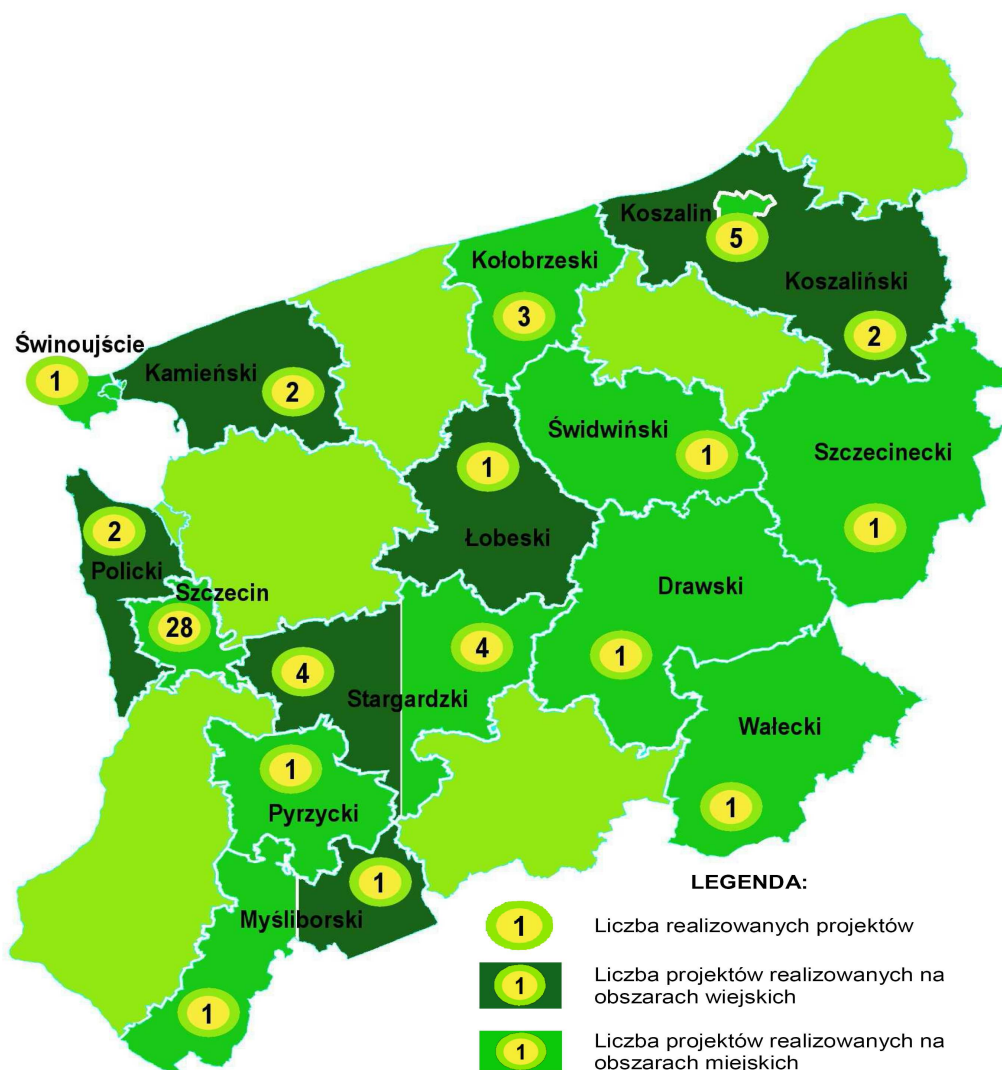 Koszalin
5
Kołobrzeski
Koszaliński
3
2
Świnoujście
1
Kamieński
2
Świdwiński
1
1
Szczecinecki
1
2
Łobeski
Policki
Szczecin
Drawski
28
4
4
1
Stargardzki
Wałecki
1
1
Pyrzycki
1
LEGENDA:
Myśliborski
1
Liczba realizowanych projektów
1
Liczba projektów realizowanych na
obszarach wiejskich
1
1
Liczba projektów realizowanych na
obszarach miejskich